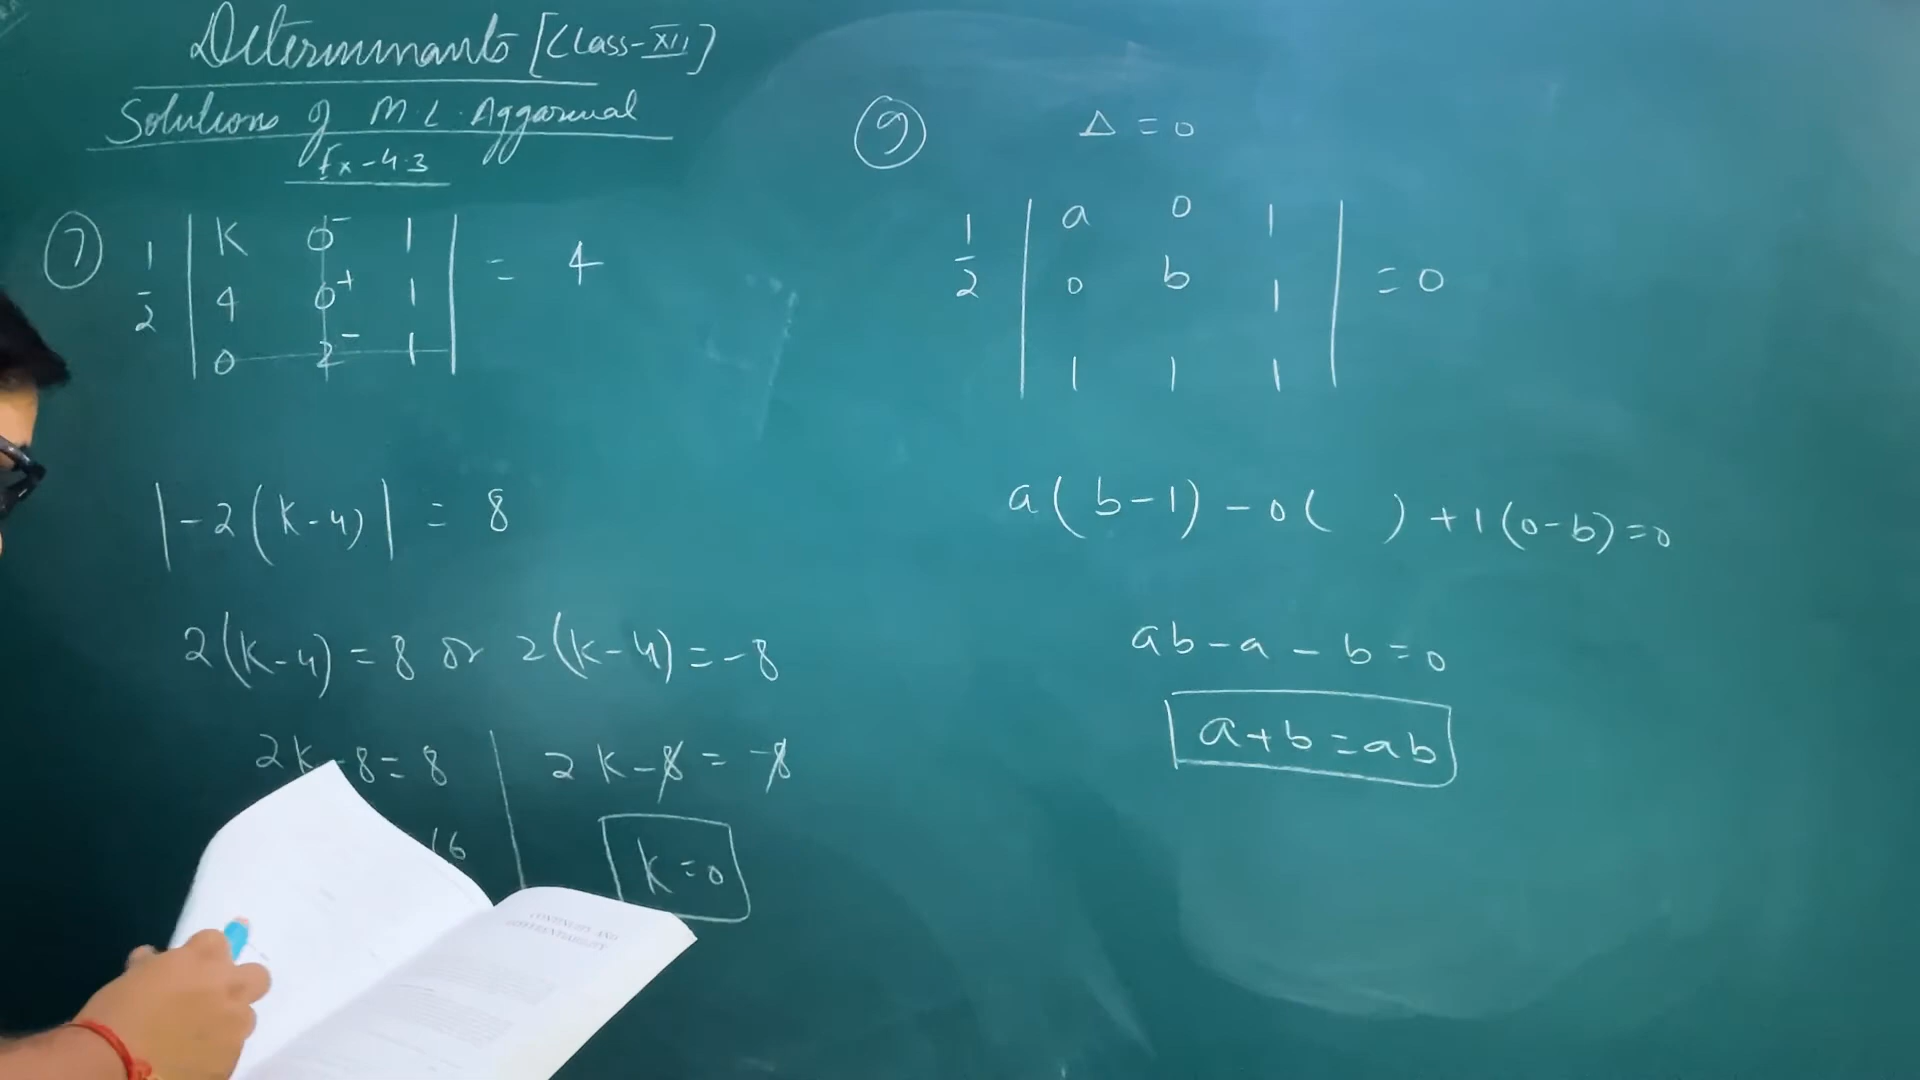 Determinants [Class-XII]
Solutions of M.L. Aggarwal
Ex-4.3
7
1/2 | K 0⁻ 1 | = 4
| 4 0⁺ 1 |
| 0 2⁻ 1 |
|-2(k-4)| = 8
2(k-4) = 8 or 2(k-4) = -8
2k-8 = 8 | 2k-8 = -8
16
k = 0
CONTINUITY AND
DIFFERENTIABILITY
9
Δ = 0
1/2 | a 0 1 | = 0
| 0 b 1 |
| 1 1 1 |
a(b-1) - 0( ) + 1(0-b) = 0
ab-a-b=0
a+b=ab